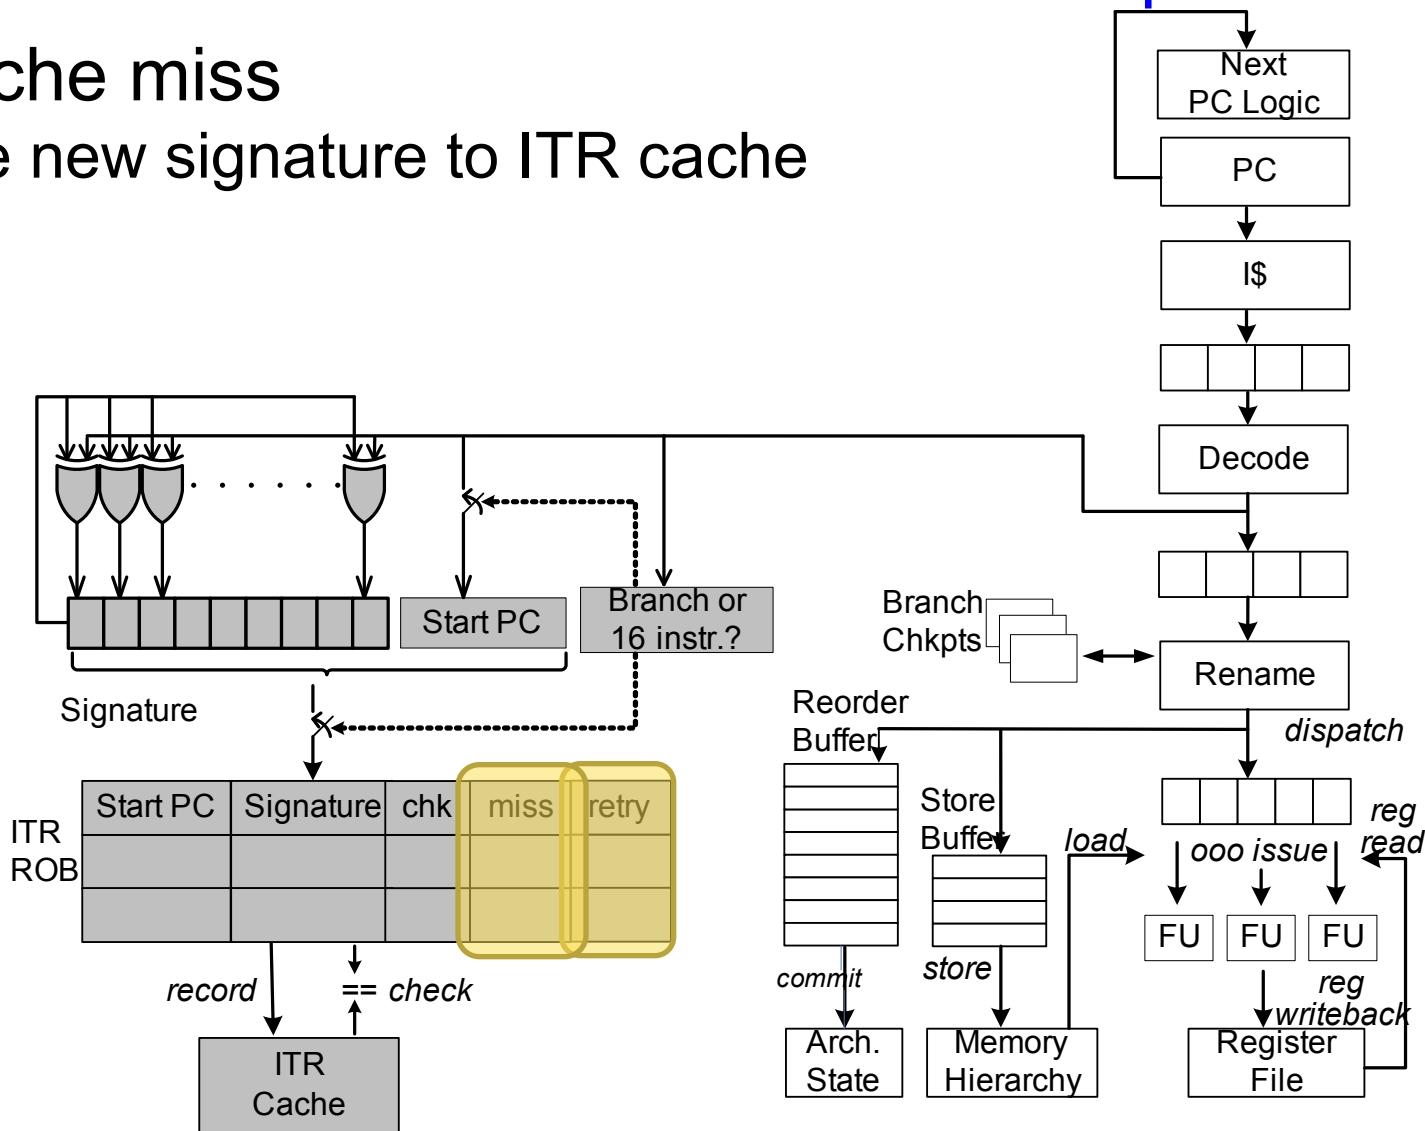 che miss
e new signature to ITR cache
Next
PC Logic
PC
I$
Decode
Rename
dispatch
Branch
Chkpts
Reorder
Buffer
Store
Buffer
load
ooo issue
reg
read
FU
FU
FU
reg
writeback
commit
store
Arch.
State
Memory
Hierarchy
Register
File
. . . . . .
Start PC
Branch or
16 instr.?
Signature
ITR
ROB
Start PC
Signature
chk
miss
retry
record
== check
ITR
Cache